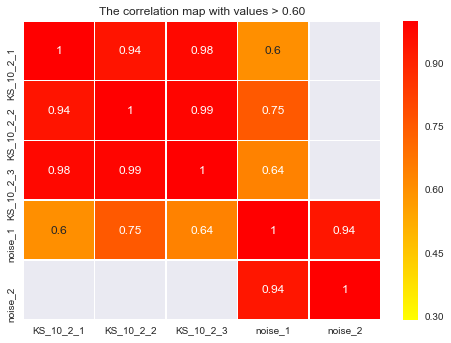 The correlation map with values > 0.60
KS_10_2_1
1 0.94 0.98 0.6
0.90
KS_10_2_2
0.94 1 0.99 0.75
0.75
KS_10_2_3
0.98 0.99 1 0.64
0.60
noise_1
0.6 0.75 0.64 1 0.94
0.45
noise_2
0.94 1
0.30
KS_10_2_1 KS_10_2_2 KS_10_2_3 noise_1 noise_2